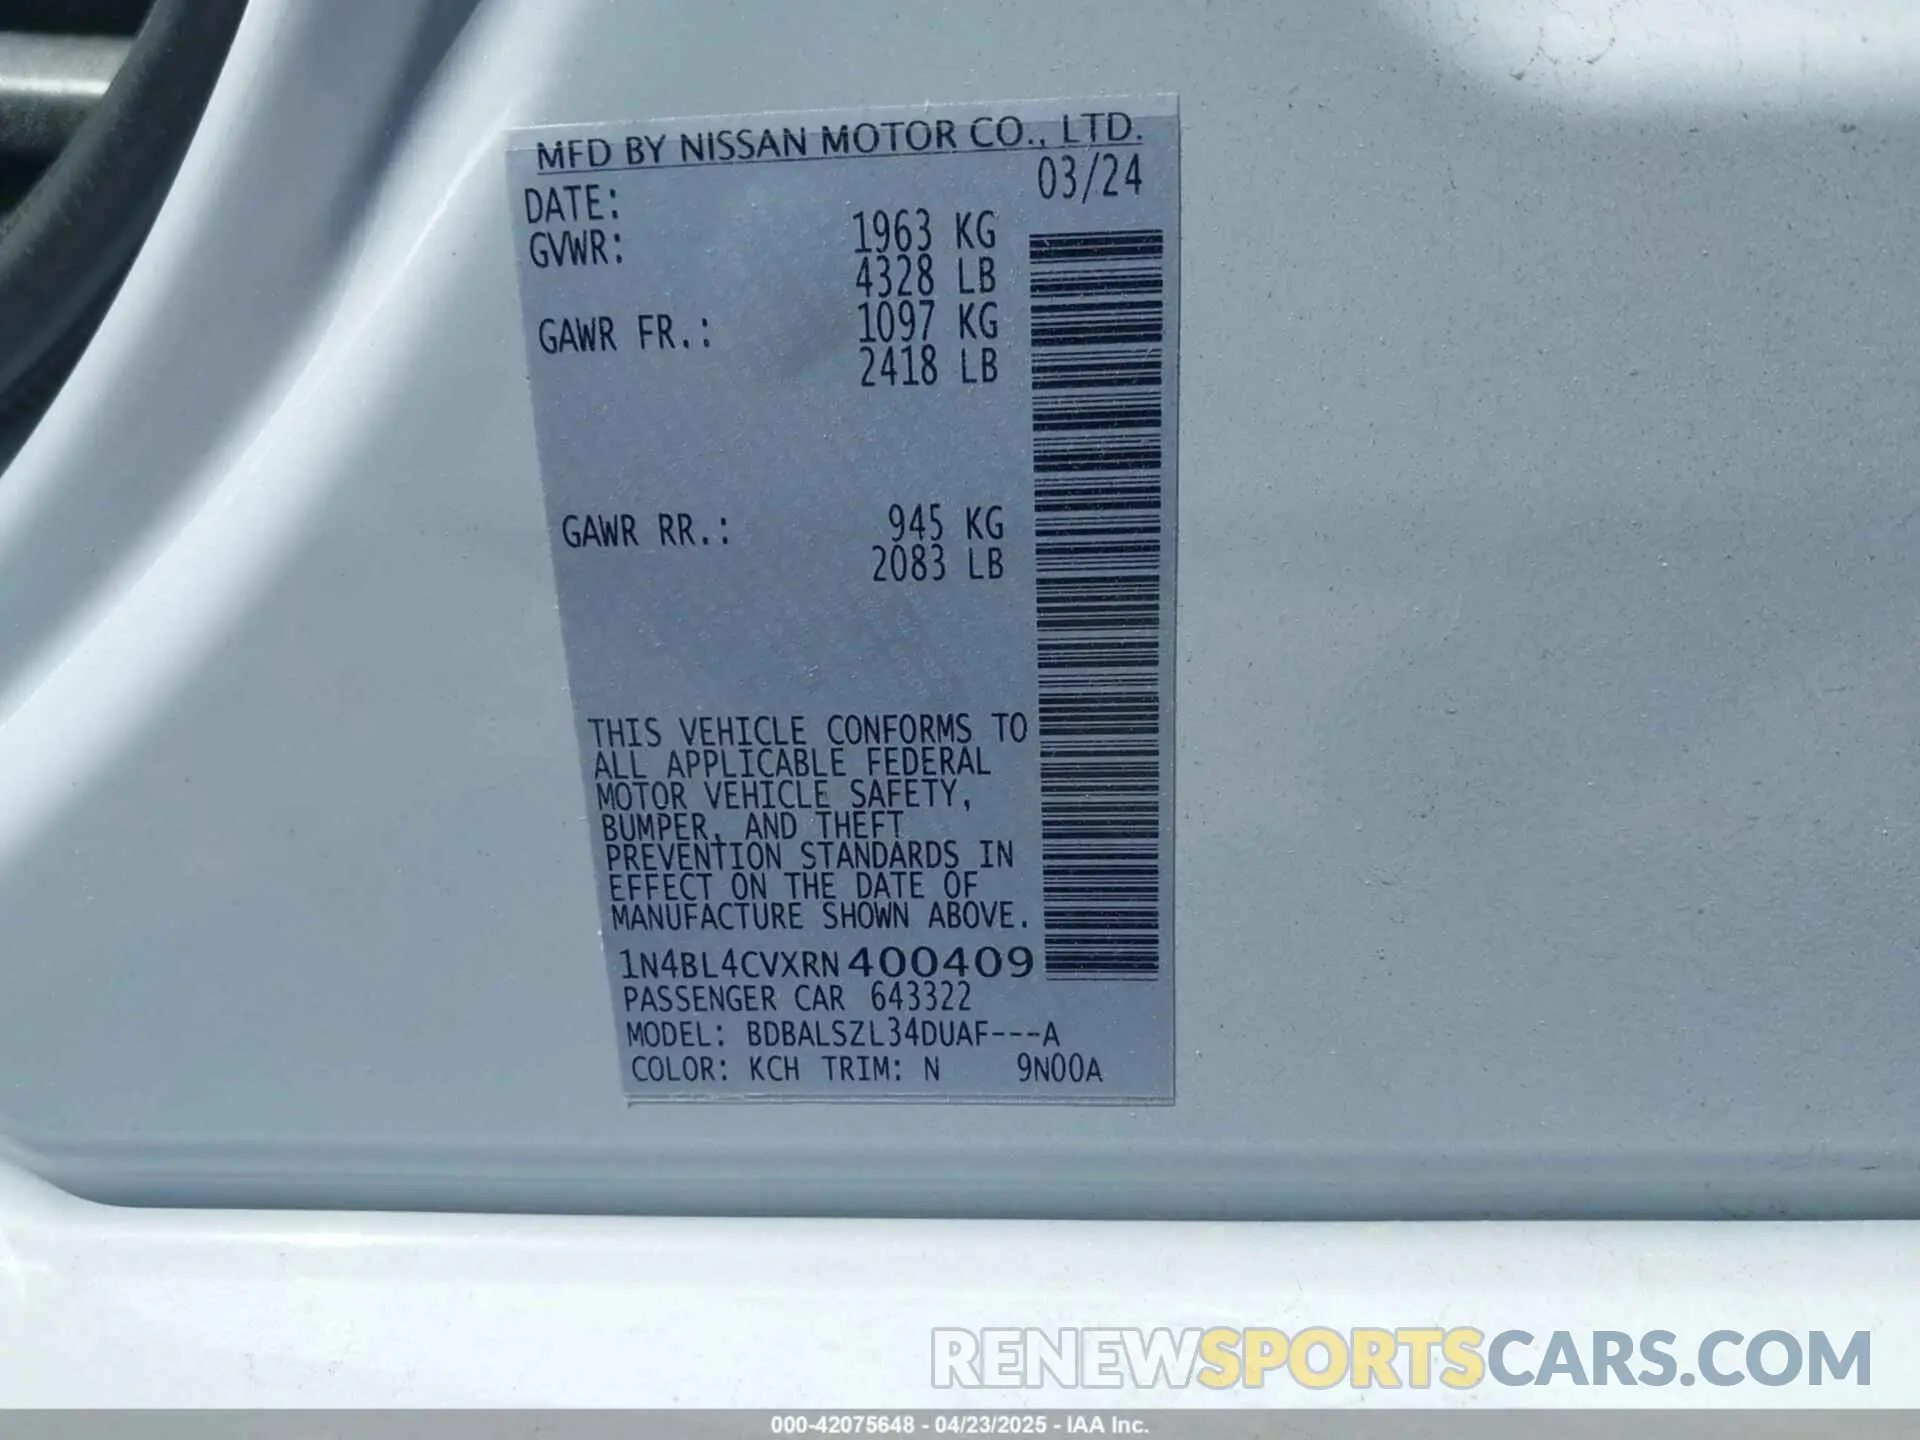 MFD BY NISSAN MOTOR CO., LTD.
DATE: 03/24
GVWR: 1963 KG
4328 LB
GAWR FR.: 1097 KG
2418 LB
GAWR RR.: 945 KG
2083 LB
THIS VEHICLE CONFORMS TO
ALL APPLICABLE FEDERAL
MOTOR VEHICLE SAFETY,
BUMPER, AND THEFT
PREVENTION STANDARDS IN
EFFECT ON THE DATE OF
MANUFACTURE SHOWN ABOVE.
1N4BL4CVXRN400409
PASSENGER CAR 643322
MODEL: BDBALSZL34DUAF---A
COLOR: KCH TRIM: N 9N00A
RENEWSPORTSCARS.COM
000-42075648 - 04/23/2025 - IAA Inc.